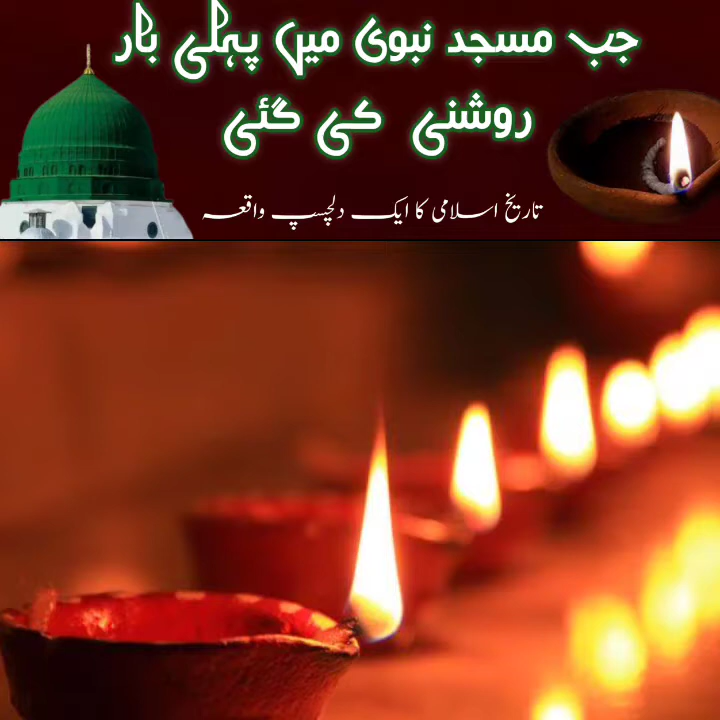 جب مسجد نبوی میں پہلی بار
روشنی کی گئی
تاریخ اسلامی کا ایک دلچسپ واقعہ